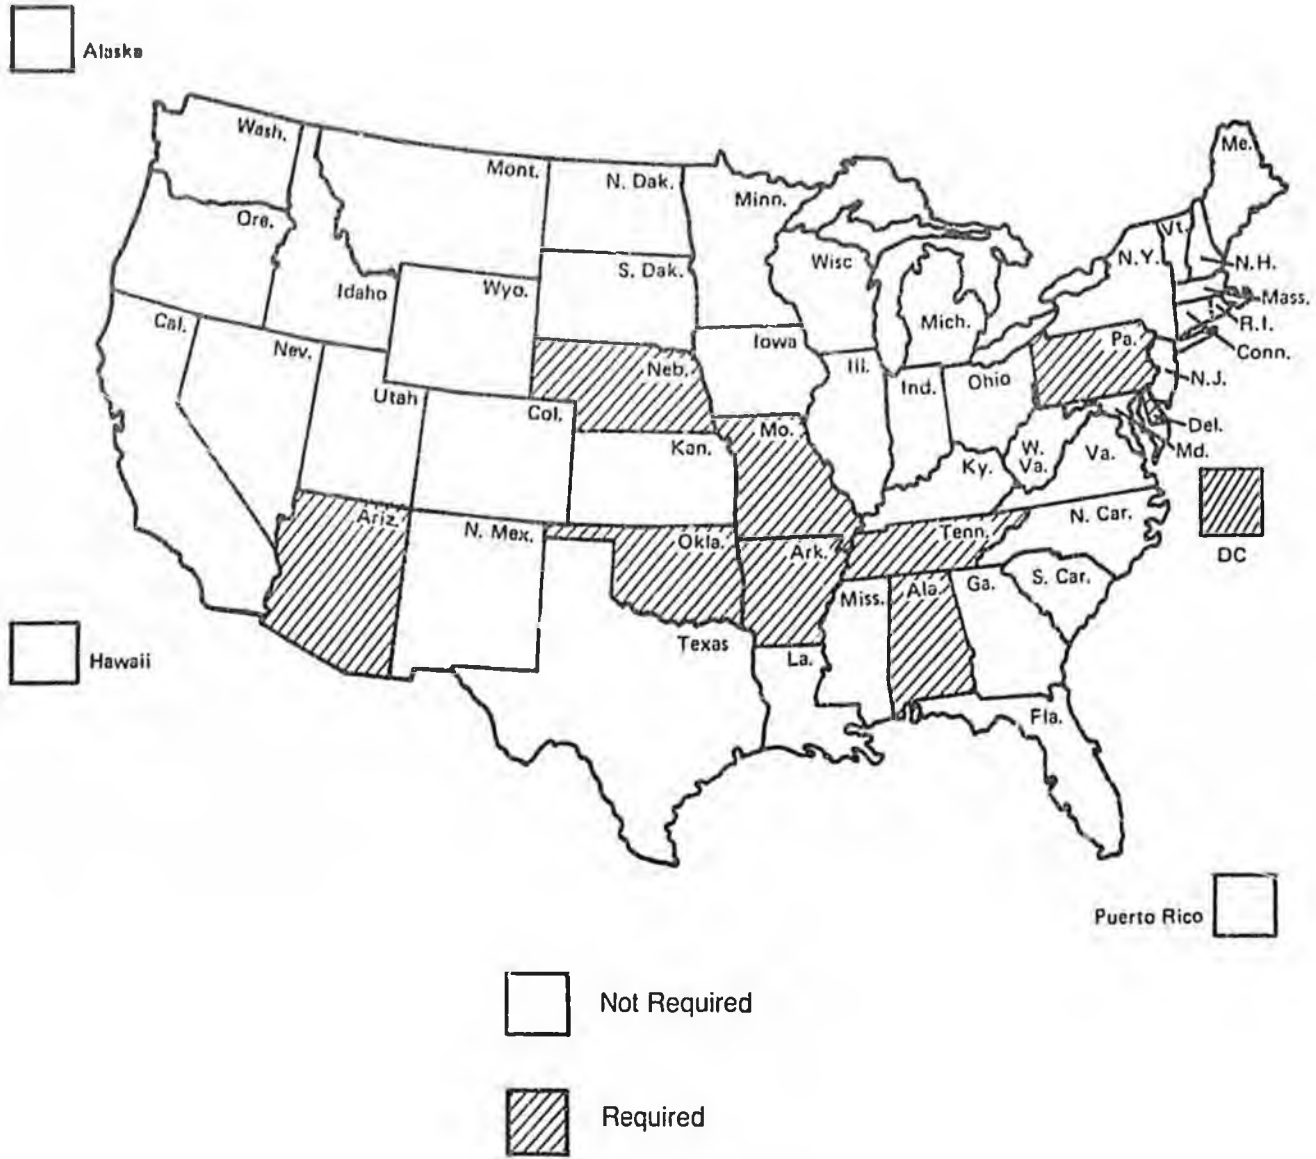 Alaska
Wash.
Mont.
N. Dak.
Minn.
Me.
Ore.
Idaho
Wyo.
S. Dak.
Wisc
Mich.
N.Y.
Vt.
N.H.
Mass.
R.I.
Conn.
Cal.
Nev.
Utah
Col.
Neb.
Iowa
Ill.
Ind.
Ohio
Pa.
N.J.
Del.
Md.
Kan.
Mo.
Ky.
W.
Va.
Va.
DC
Ariz.
N. Mex.
Okla.
Ark.
Tenn.
N. Car.
S. Car.
Texas
La.
Miss.
Ala.
Ga.
Fla.
Hawaii
Puerto Rico
Not Required
Required